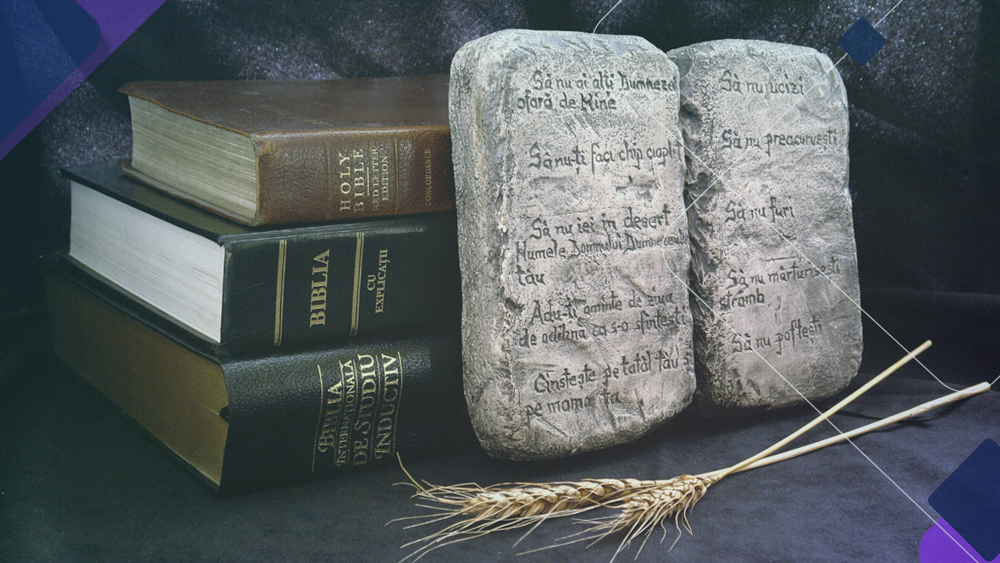 HOLY
BIBLE
RED LETTER
EDITION
CONCORDANCE
BIBLIA
CU
EXPLICAȚII
BIBLIA
INTERNAȚIONALĂ
DE STUDIU
INDUCTIV
Să nu ai alți Dumneze
afară de Mine
Să nu-ți faci chip cioplit
Să nu iei în deșert
Numele Domnului Dumnezeului
tău
Adu-ți aminte de ziua
de odihnă ca s-o sfințești
Cinstește pe tatăl tău și
pe mama ta
Să nu ucizi
Să nu preacurvești
Să nu furi
Să nu mărturisești
strâmb
Să nu poftești